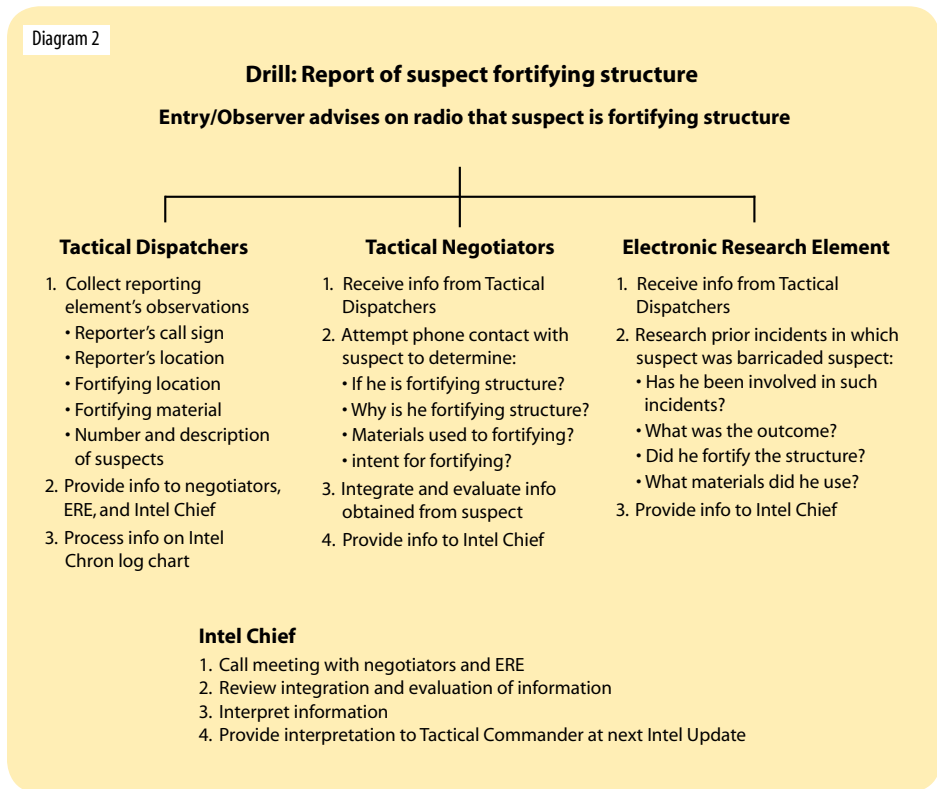 Diagram 2
Drill: Report of suspect fortifying structure
Entry/Observer advises on radio that suspect is fortifying structure
Tactical Dispatchers
1. Collect reporting
element's observations
• Reporter's call sign
• Reporter's location
• Fortifying location
• Fortifying material
• Number and description
of suspects
2. Provide info to negotiators,
ERE, and Intel Chief
3. Process info on Intel
Chron log chart
Tactical Negotiators
1. Receive info from Tactical
Dispatchers
2. Attempt phone contact with
suspect to determine:
• If he is fortifying structure?
• Why is he fortifying structure?
• Materials used to fortifying?
• intent for fortifying?
3. Integrate and evaluate info
obtained from suspect
4. Provide info to Intel Chief
Electronic Research Element
1. Receive info from Tactical
Dispatchers
2. Research prior incidents in which
suspect was barricaded suspect:
• Has he been involved in such
incidents?
• What was the outcome?
• Did he fortify the structure?
• What materials did he use?
3. Provide info to Intel Chief
Intel Chief
1. Call meeting with negotiators and ERE
2. Review integration and evaluation of information
3. Interpret information
4. Provide interpretation to Tactical Commander at next Intel Update